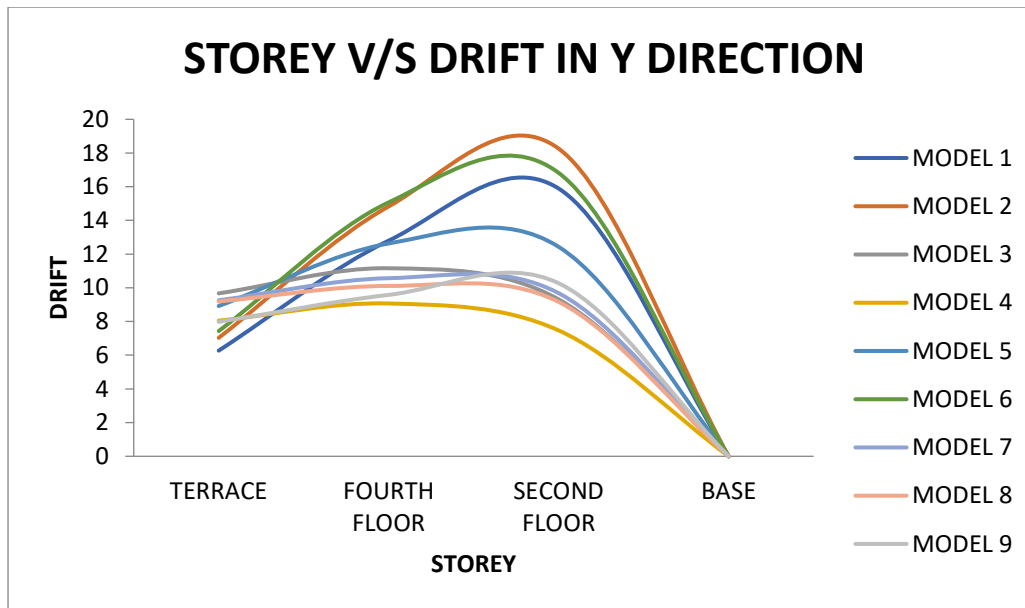 STOREY V/S DRIFT IN Y DIRECTION
DRIFT
20
18
16
14
12
10
8
6
4
2
0
TERRACE
FOURTH
FLOOR
SECOND
FLOOR
BASE
STOREY
MODEL 1
MODEL 2
MODEL 3
MODEL 4
MODEL 5
MODEL 6
MODEL 7
MODEL 8
MODEL 9